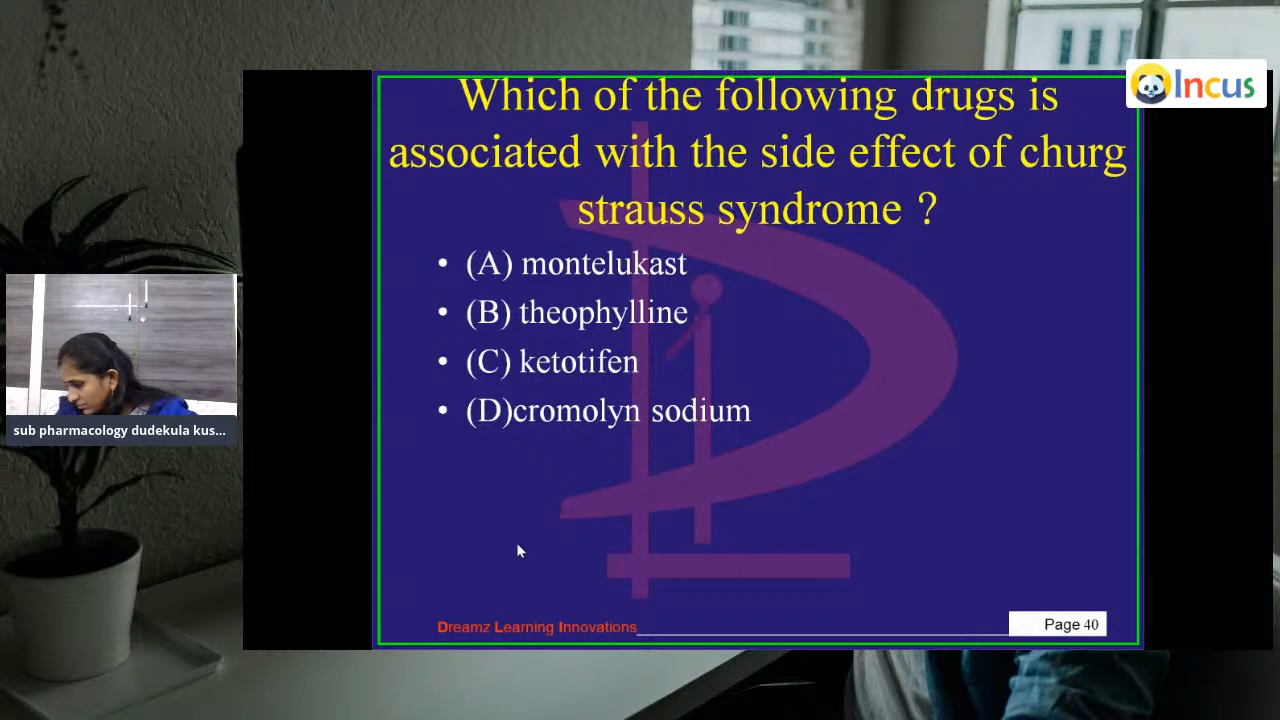 Which of the following drugs is
associated with the side effect of churg
strauss syndrome ?
• (A) montelukast
• (B) theophylline
• (C) ketotifen
• (D)cromolyn sodium
Dreamz Learning Innovations
Page 40
Incus
sub pharmacology dudekula kus...